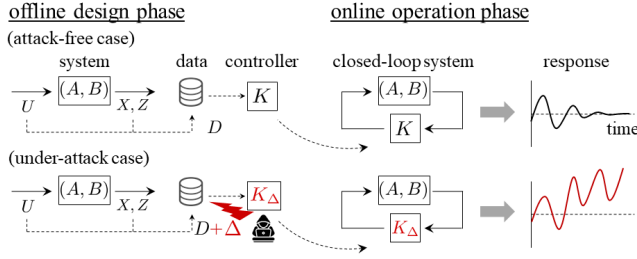 offline design phase online operation phase
(attack-free case)
system data controller closed-loop system response
(A, B) (A, B)
U X, Z K K
D time
(under-attack case)
(A, B) (A, B)
U X, Z K_Δ K_Δ
D+Δ